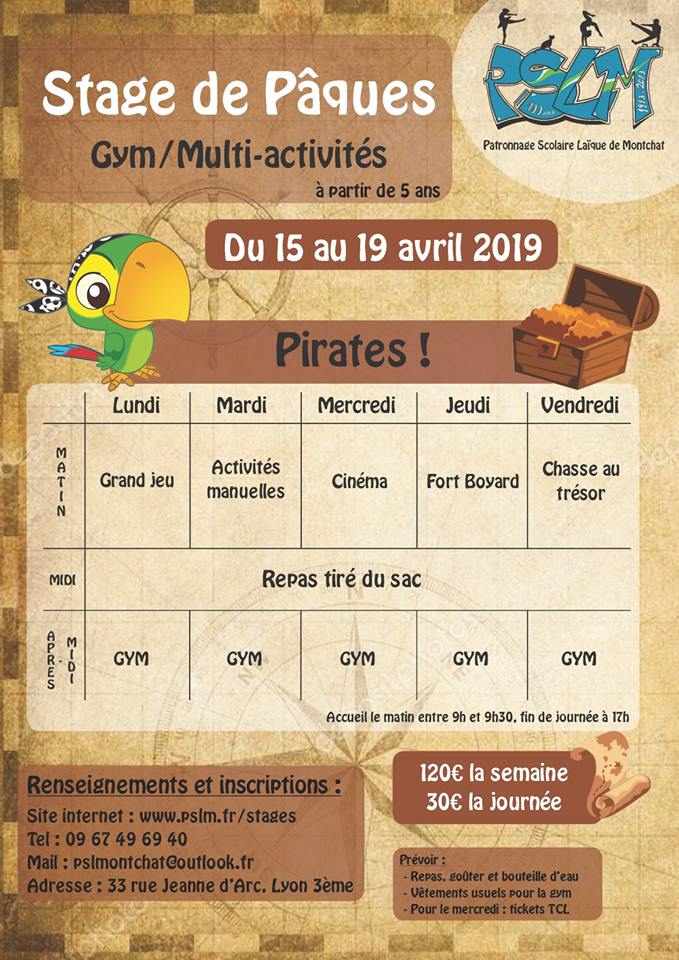 PSLM
100 ans
1913-2013
Patronnage Scolaire Laïque de Montchat
Stage de Pâques
Gym/Multi-activités
à partir de 5 ans
Du 15 au 19 avril 2019
Pirates !
Lundi Mardi Mercredi Jeudi Vendredi
MATIN
Grand jeu
Activités
manuelles
Cinéma
Fort Boyard
Chasse au
trésor
MIDI
Repas tiré du sac
APRES-MIDI
GYM GYM GYM GYM GYM
Accueil le matin entre 9h et 9h30, fin de journée à 17h
Renseignements et inscriptions :
Site internet : www.pslm.fr/stages
Tel : 09 67 49 69 40
Mail : pslmontchat@outlook.fr
Adresse : 33 rue Jeanne d'Arc, Lyon 3ème
120€ la semaine
30€ la journée
Prévoir :
- Repas, goûter et bouteille d'eau
- Vêtements usuels pour la gym
- Pour le mercredi : tickets TCL